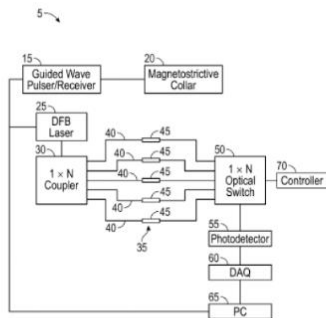 5
15
20
Guided Wave
Pulser/Receiver
Magnetostrictive
Collar
25
DFB
Laser
30
1 × N
Coupler
40
45
40
45
40
45
40
45
40
45
35
50
1 × N
Optical
Switch
70
Controller
55
Photodetector
60
DAQ
65
PC